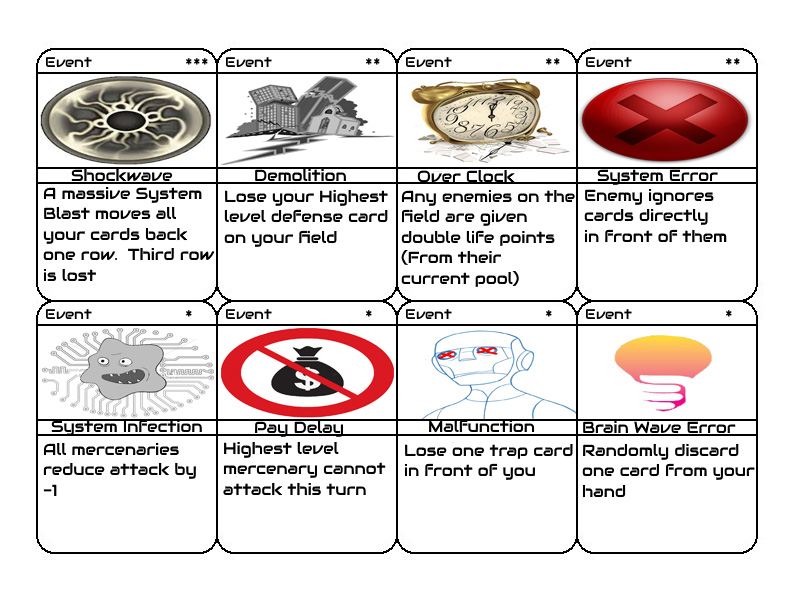 Event ***
Event **
Event **
Event **
Shockwave
Demolition
Over Clock
System Error
A massive System
Blast moves all
your cards back
one row. Third row
is lost
Lose your Highest
level defense card
on your field
Any enemies on the
field are given
double life points
(From their
current pool)
Enemy ignores
cards directly
in front of them
Event *
Event *
Event *
Event *
System Infection
Pay Delay
Malfunction
Brain Wave Error
All mercenaries
reduce attack by
-1
Highest level
mercenary cannot
attack this turn
Lose one trap card
in front of you
Randomly discard
one card from your
hand